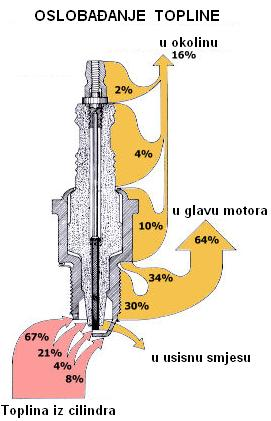 OSLOBAĐANJE TOPLINE
u okolinu
16%
2%
4%
10%
u glavu motora
64%
34%
30%
67%
21%
4%
8%
u usisnu smjesu
Toplina iz cilindra